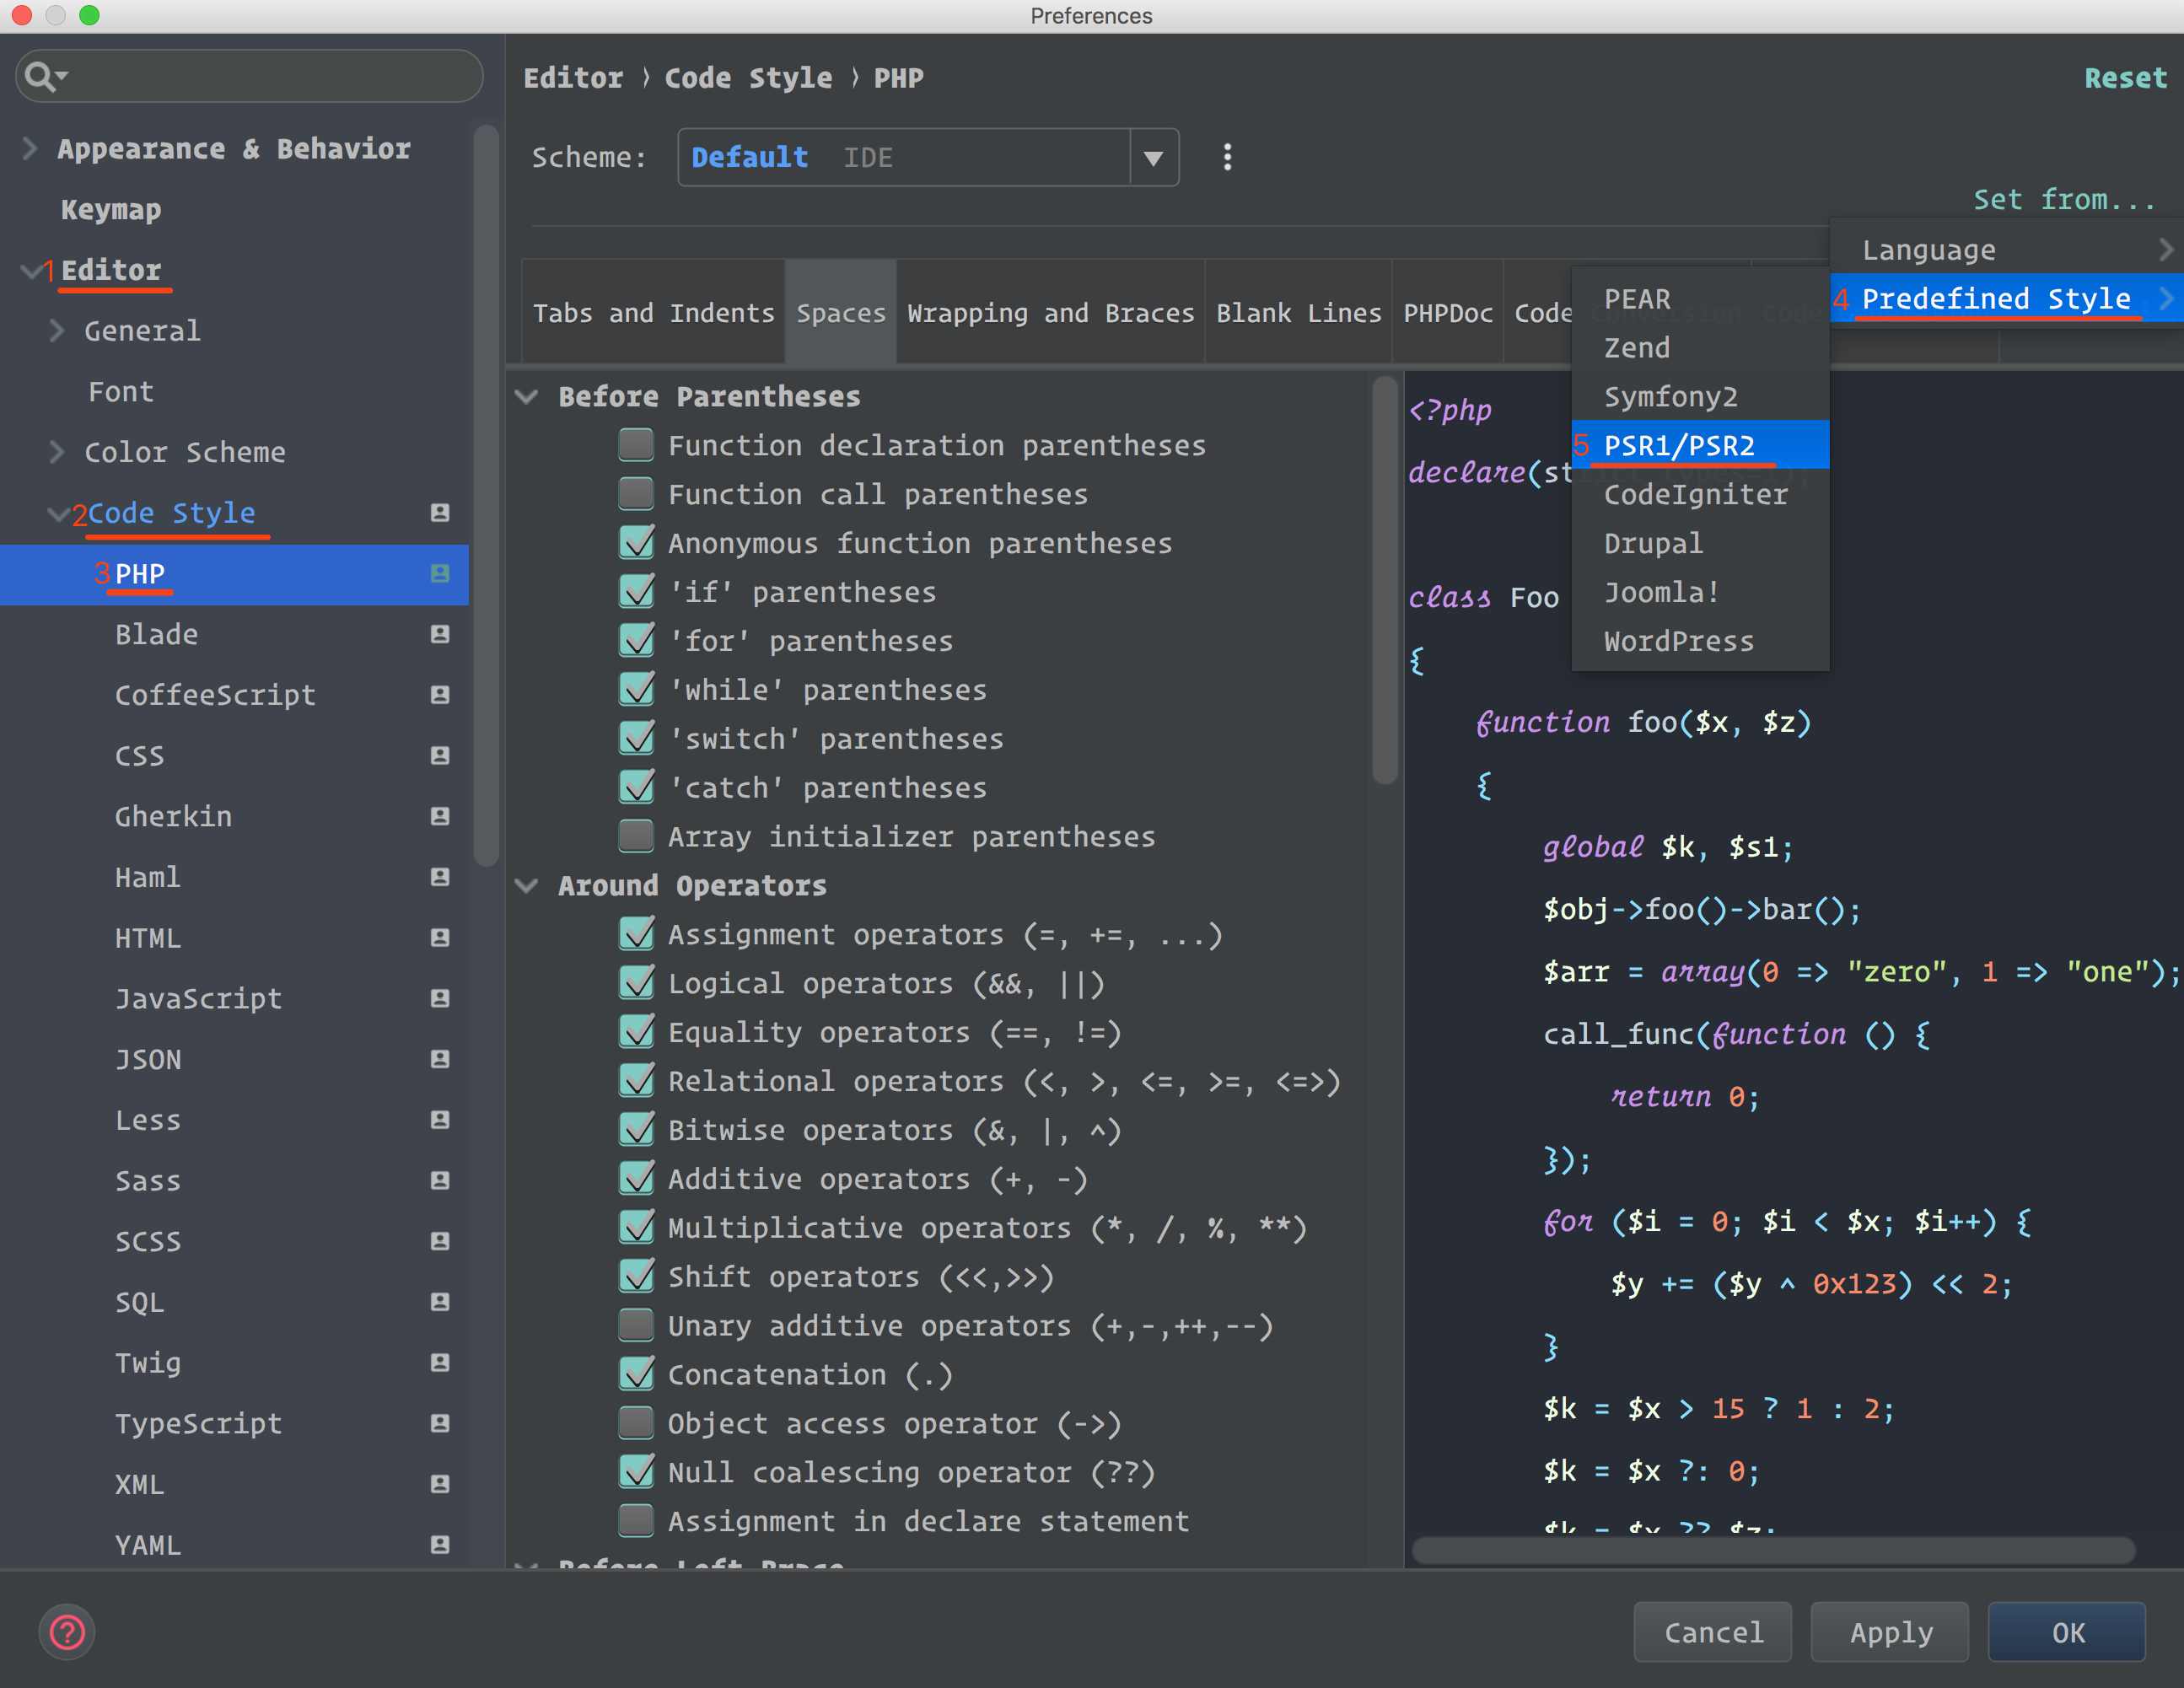 Preferences
Appearance & Behavior
Keymap
1 Editor
General
Font
Color Scheme
2 Code Style
3 PHP
Blade
CoffeeScript
CSS
Gherkin
Haml
HTML
JavaScript
JSON
Less
Sass
SCSS
SQL
Twig
TypeScript
XML
YAML
Editor › Code Style › PHP
Reset
Scheme: Default IDE
Set from...
Language
4 Predefined Style
PEAR
Zend
Symfony2
5 PSR1/PSR2
CodeIgniter
Drupal
Joomla!
WordPress
Tabs and Indents Spaces Wrapping and Braces Blank Lines PHPDoc Code
Before Parentheses
Function declaration parentheses
Function call parentheses
Anonymous function parentheses
'if' parentheses
'for' parentheses
'while' parentheses
'switch' parentheses
'catch' parentheses
Array initializer parentheses
Around Operators
Assignment operators (=, +=, ...)
Logical operators (&&, ||)
Equality operators (==, !=)
Relational operators (<, >, <=, >=, <=>)
Bitwise operators (&, |, ^)
Additive operators (+, -)
Multiplicative operators (*, /, %, **)
Shift operators (<<,>>)
Unary additive operators (+,-,++,--)
Concatenation (.)
Object access operator (->)
Null coalescing operator (??)
Assignment in declare statement
Before Left Brace
<?php
declare(st
class Foo
{
function foo($x, $z)
{
global $k, $s1;
$obj->foo()->bar();
$arr = array(0 => "zero", 1 => "one");
call_func(function () {
return 0;
});
for ($i = 0; $i < $x; $i++) {
$y += ($y ^ 0x123) << 2;
}
$k = $x > 15 ? 1 : 2;
$k = $x ?: 0;
$k = $x ?? $z;
?
Cancel
Apply
OK